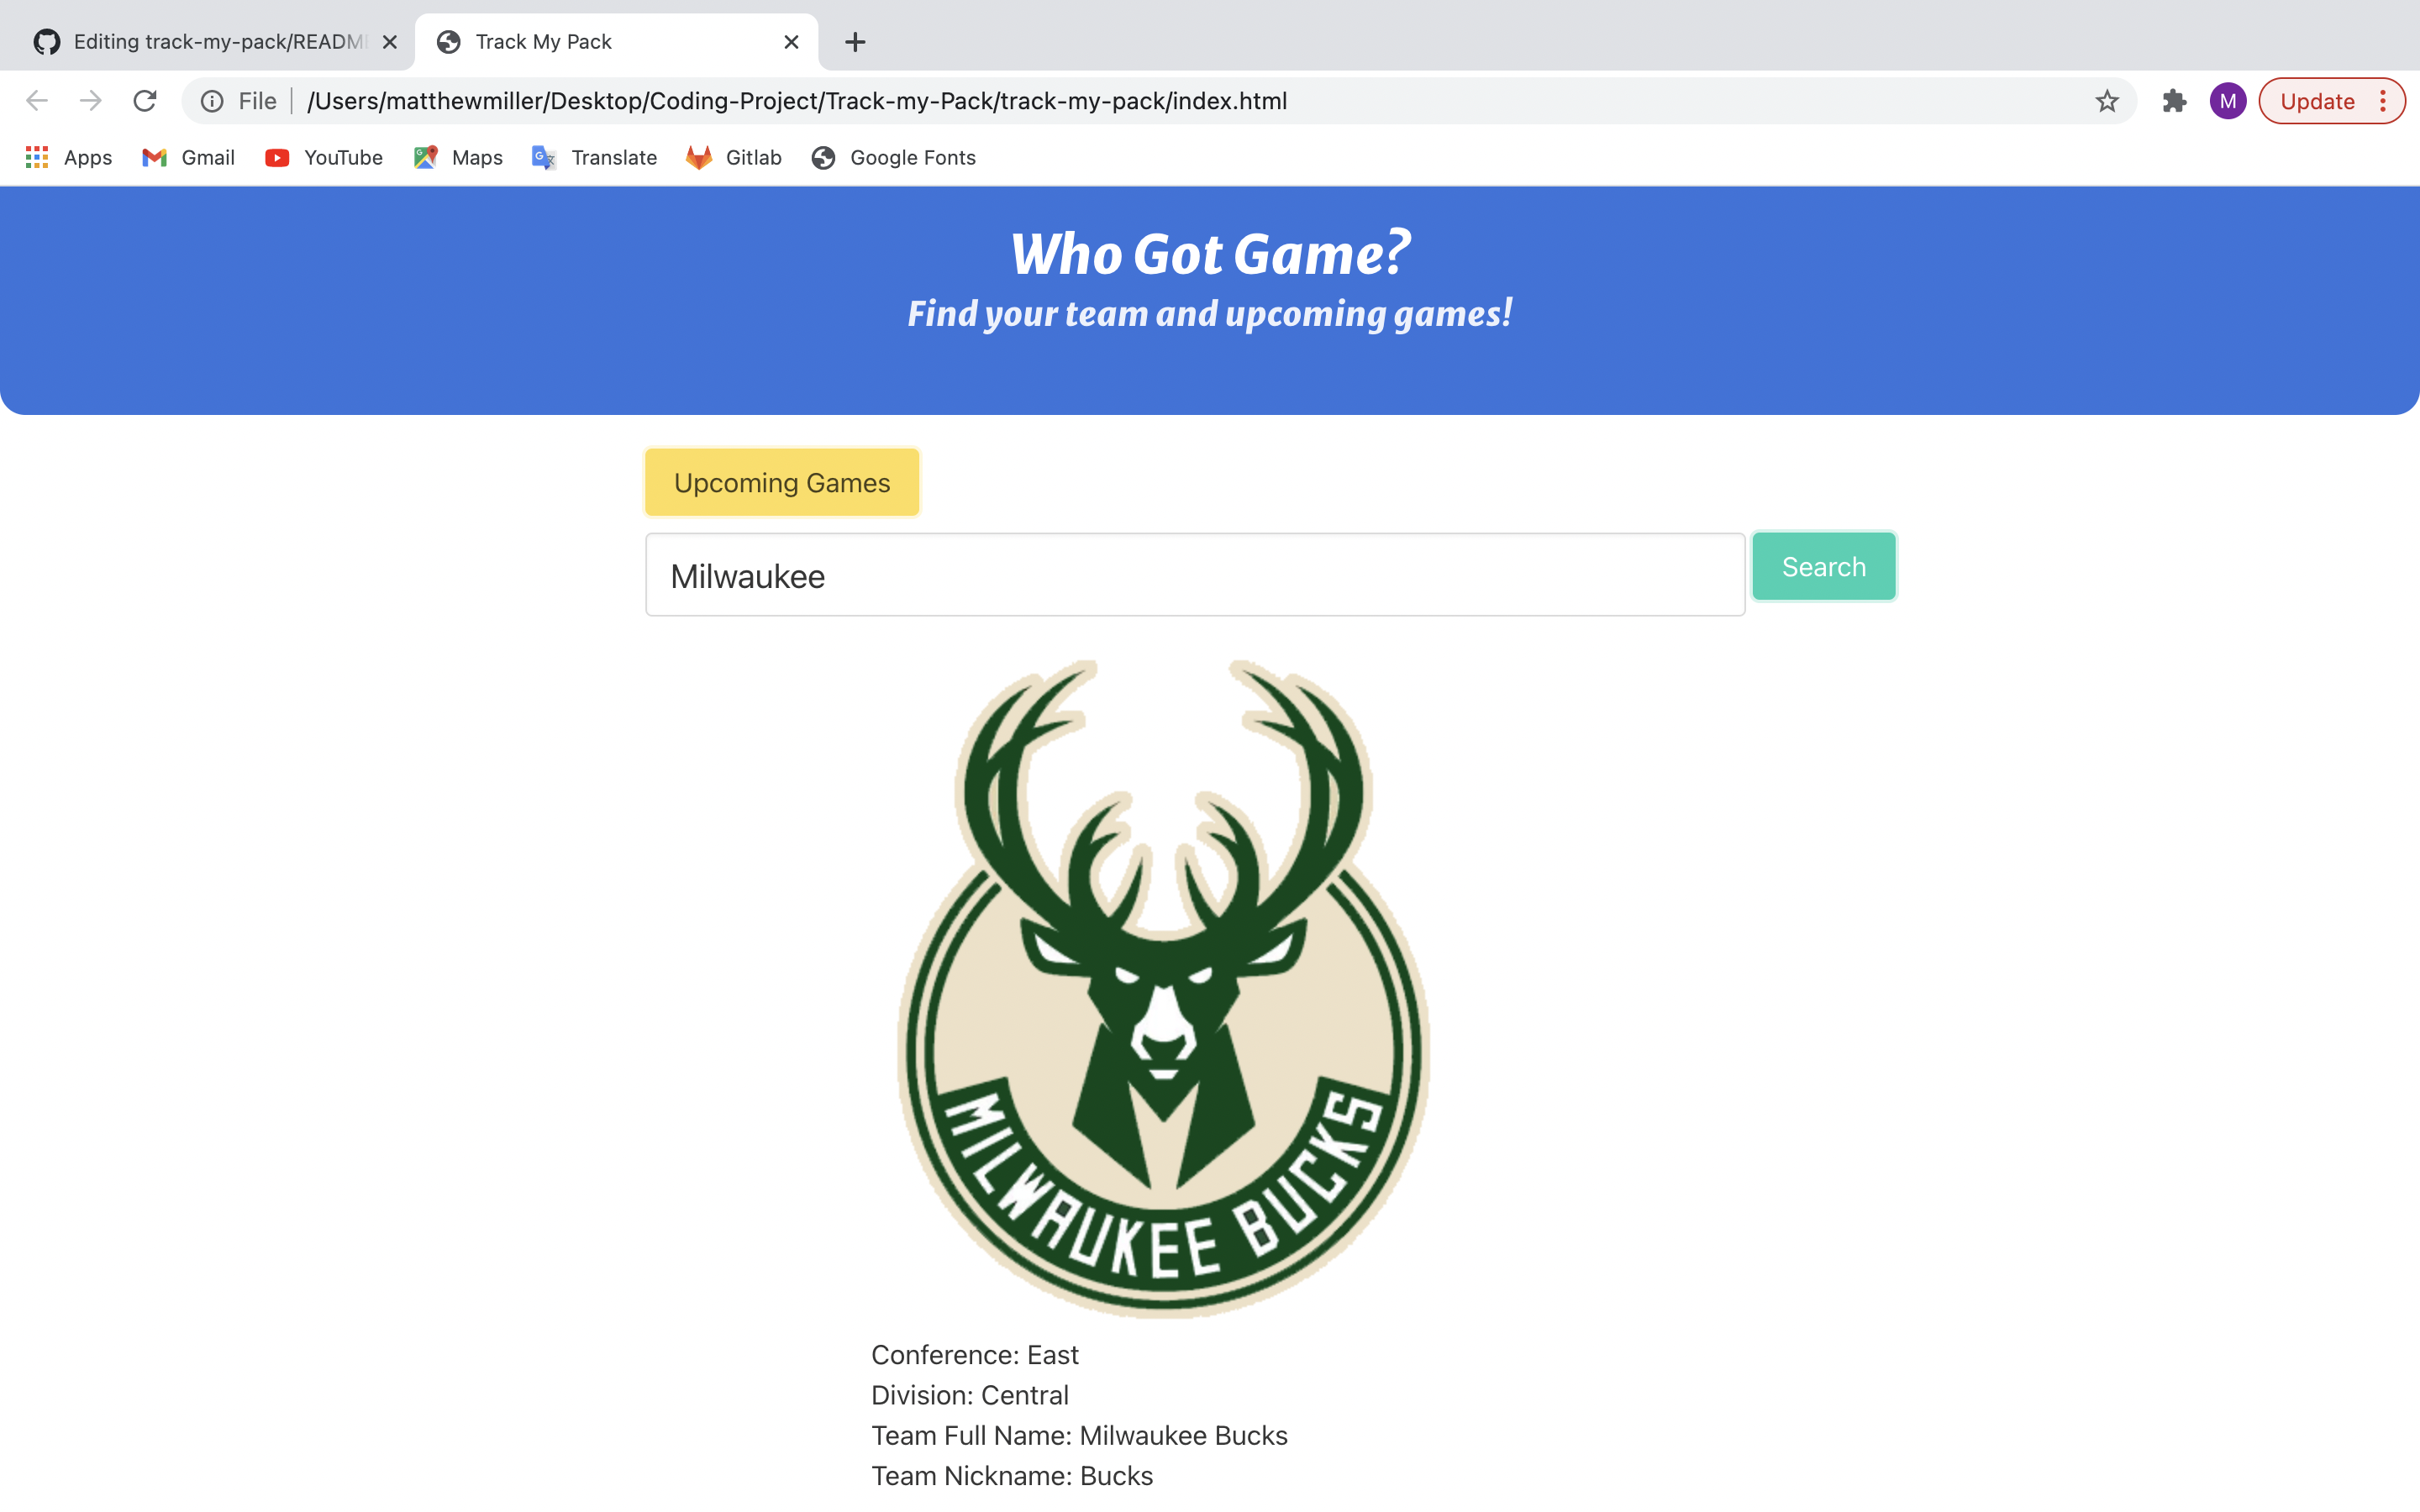 Editing track-my-pack/READM
Track My Pack
File
/Users/matthewmiller/Desktop/Coding-Project/Track-my-Pack/track-my-pack/index.html
M
Update
Apps
Gmail
YouTube
Maps
Translate
Gitlab
Google Fonts
Who Got Game?
Find your team and upcoming games!
Upcoming Games
Milwaukee
Search
MILWAUKEE BUCKS
Conference: East
Division: Central
Team Full Name: Milwaukee Bucks
Team Nickname: Bucks